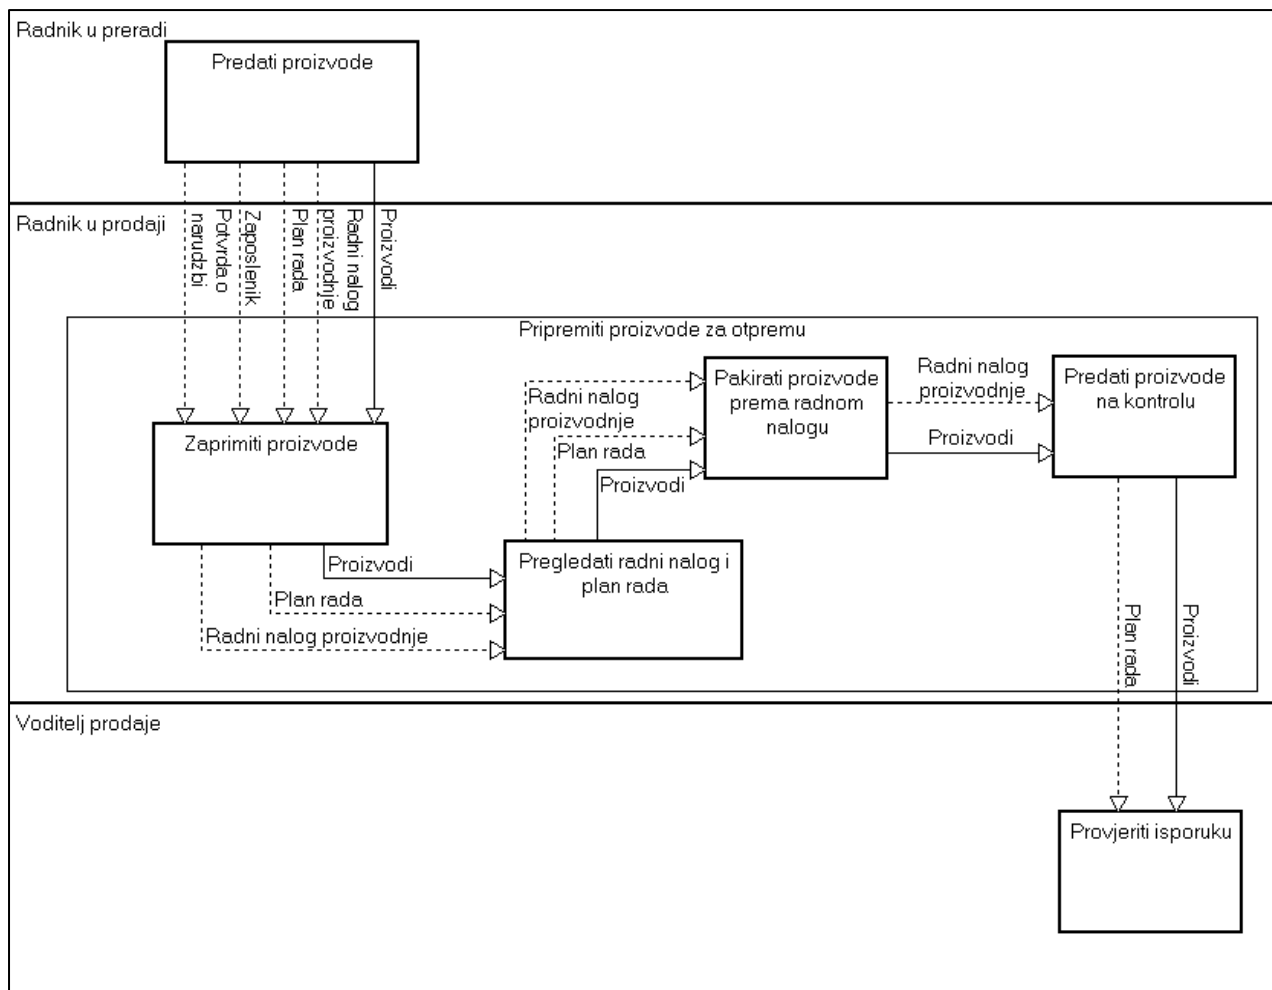 Radnik u preradi
Predati proizvode
Radnik u prodaji
Potvrda o
narudzbi
Zaposlenik
Plan rada
Radni nalog
proizvodnje
Proizvodi
Pripremiti proizvode za otpremu
Zaprimiti proizvode
Radni nalog
proizvodnje
Plan rada
Proizvodi
Pakirati proizvode
prema radnom
nalogu
Radni nalog
proizvodnje
Proizvodi
Predati proizvode
na kontrolu
Proizvodi
Plan rada
Radni nalog proizvodnje
Pregledati radni nalog i
plan rada
Plan rada
Proizvodi
Voditelj prodaje
Provjeriti isporuku